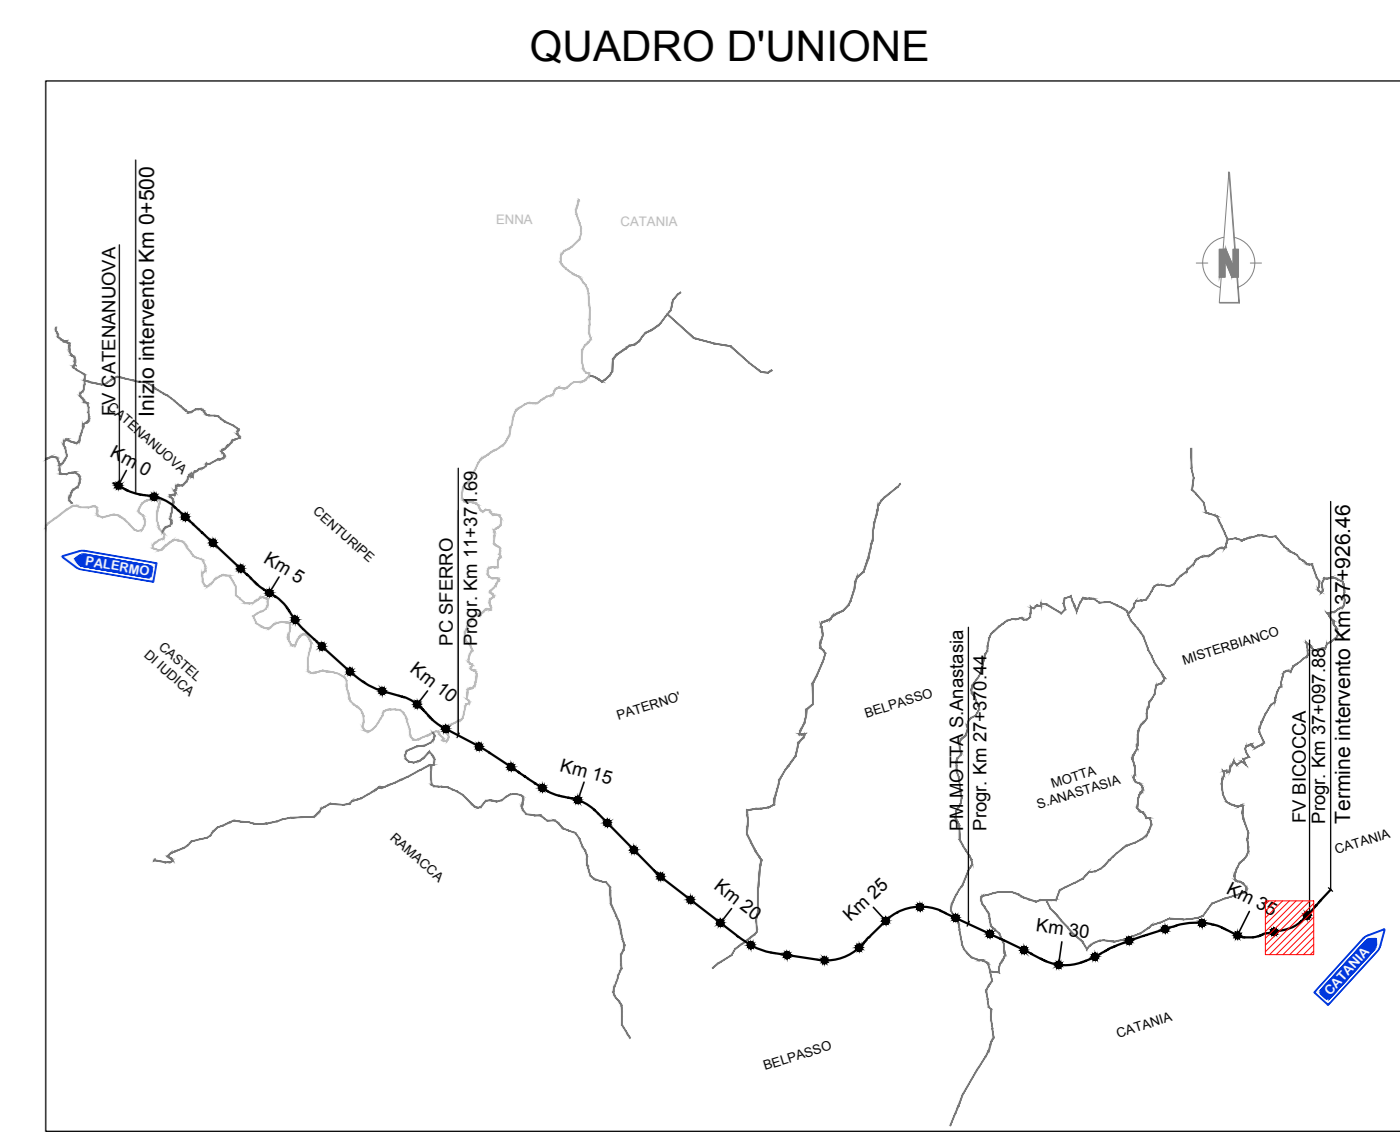 QUADRO D'UNIONE
ENNA
CATANIA
FV CATENANUOVA
Inizio intervento Km 0+500
CATENANUOVA
Km 0
N
CENTURIPE
PALERMO
Km 5
CASTEL
DI IUDICA
PC SFERRO
Progr. Km 11+371.69
Km 10
PATERNO'
Km 15
RAMACCA
Km 20
BELPASSO
Km 25
PM MOTTA S.Anastasia
Progr. Km 27+370.44
MOTTA
S.ANASTASIA
MISTERBIANCO
FV BICOCCA
Progr. Km 37+097.88
Termine intervento Km 37+926.46
CATANIA
Km 30
Km 35
CATANIA
CATANIA
BELPASSO